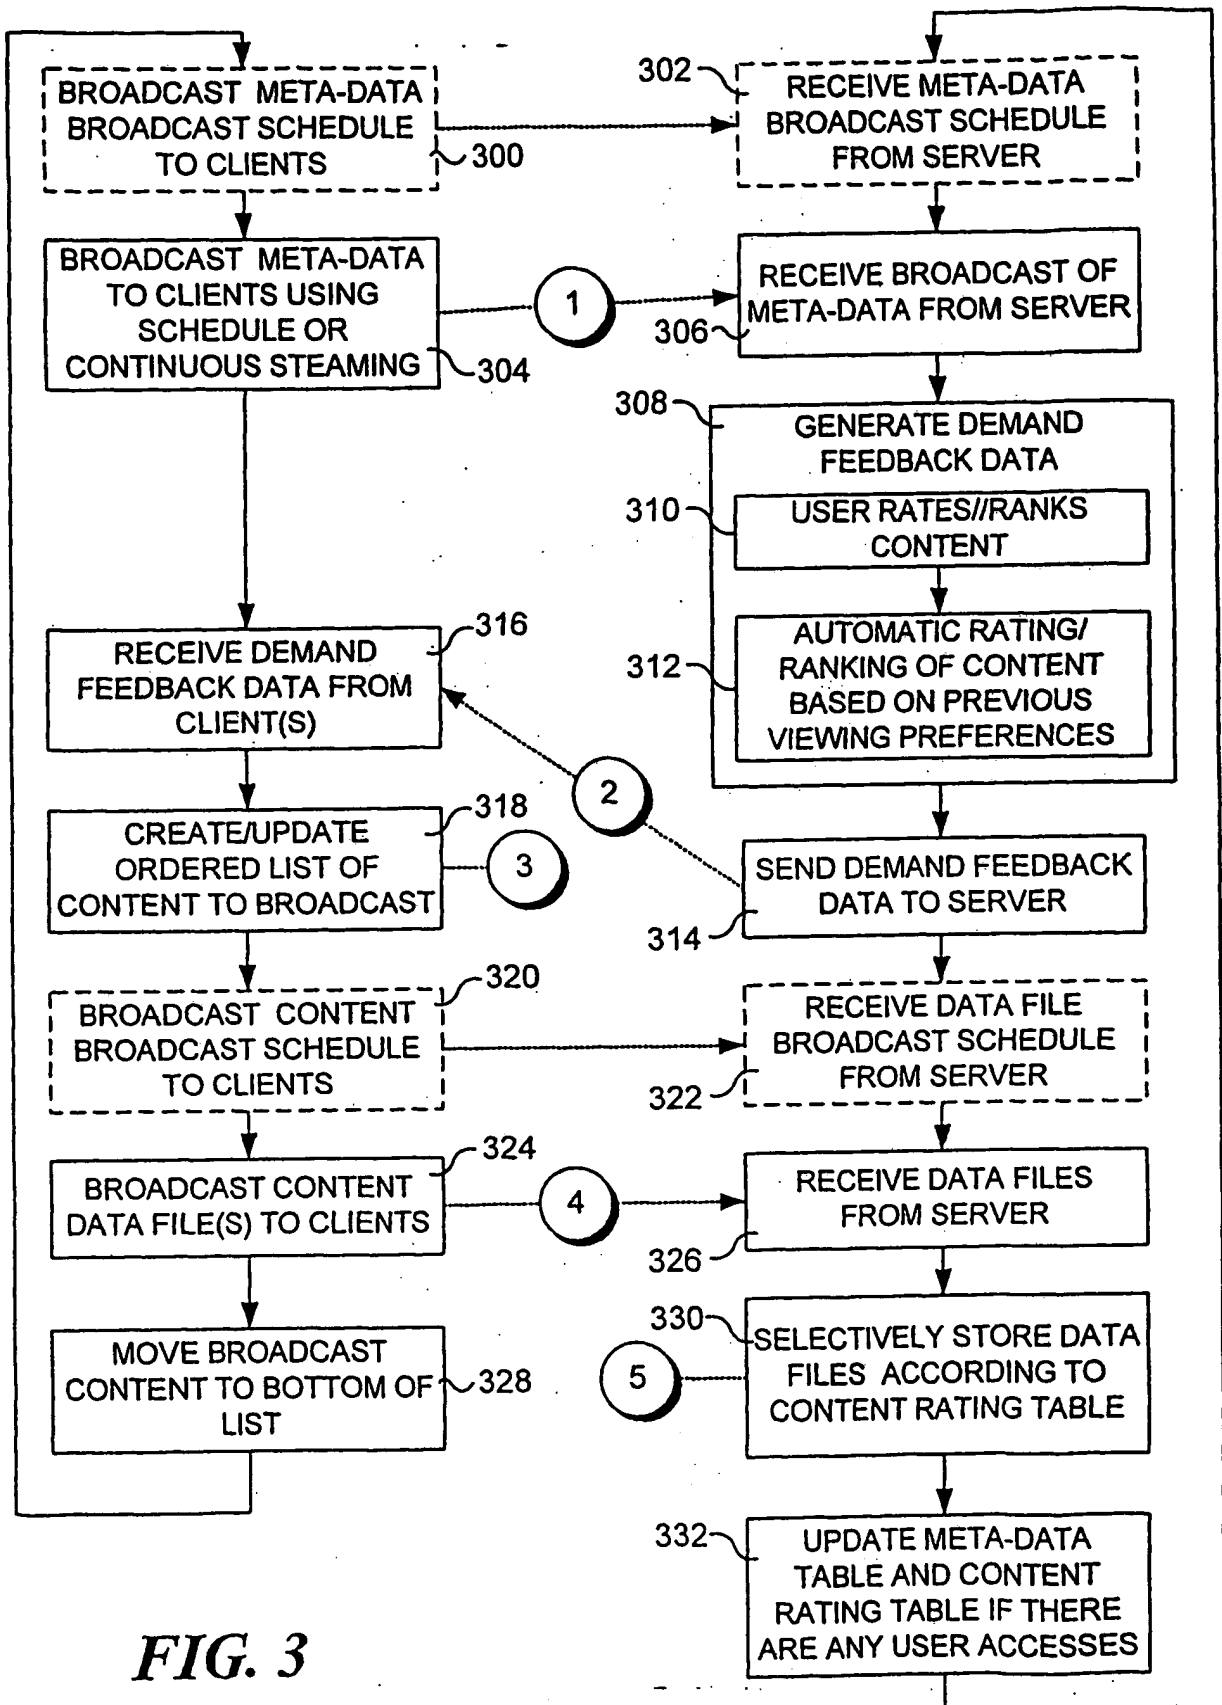 BROADCAST META-DATA
BROADCAST SCHEDULE
TO CLIENTS
300
302
RECEIVE META-DATA
BROADCAST SCHEDULE
FROM SERVER
BROADCAST META-DATA
TO CLIENTS USING
SCHEDULE OR
CONTINUOUS STEAMING
304
1
RECEIVE BROADCAST OF
META-DATA FROM SERVER
306
308
GENERATE DEMAND
FEEDBACK DATA
310
USER RATES//RANKS
CONTENT
312
AUTOMATIC RATING/
RANKING OF CONTENT
BASED ON PREVIOUS
VIEWING PREFERENCES
316
RECEIVE DEMAND
FEEDBACK DATA FROM
CLIENT(S)
2
318
CREATE/UPDATE
ORDERED LIST OF
CONTENT TO BROADCAST
3
SEND DEMAND FEEDBACK
DATA TO SERVER
314
320
BROADCAST CONTENT
BROADCAST SCHEDULE
TO CLIENTS
RECEIVE DATA FILE
BROADCAST SCHEDULE
FROM SERVER
322
324
BROADCAST CONTENT
DATA FILE(S) TO CLIENTS
4
RECEIVE DATA FILES
FROM SERVER
326
MOVE BROADCAST
CONTENT TO BOTTOM OF
LIST
328
330
SELECTIVELY STORE DATA
FILES ACCORDING TO
CONTENT RATING TABLE
5
332
UPDATE META-DATA
TABLE AND CONTENT
RATING TABLE IF THERE
ARE ANY USER ACCESSES
FIG. 3